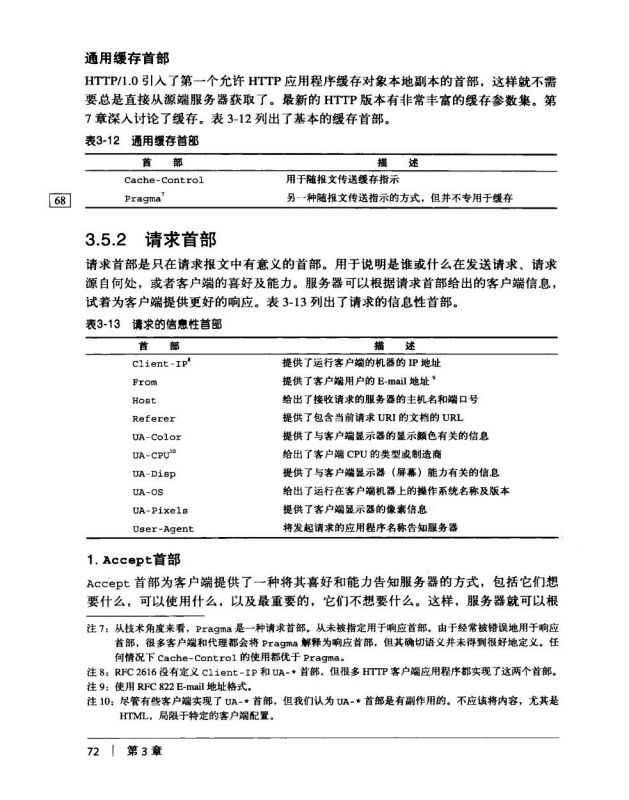 通用缓存首部
HTTP/1.0 引入了第一个允许 HTTP 应用程序缓存对象本地副本的首部，这样就不需
要总是直接从源端服务器获取了。最新的 HTTP 版本有非常丰富的缓存参数集。第
7 章深入讨论了缓存。表 3-12 列出了基本的缓存首部。
表3-12 通用缓存首部
首 部 描 述
Cache-Control 用于随报文传送缓存指示
68
Pragma7 另一种随报文传送指示的方式，但并不专用于缓存
3.5.2 请求首部
请求首部是只在请求报文中有意义的首部。用于说明是谁或什么在发送请求、请求
源自何处，或者客户端的喜好及能力。服务器可以根据请求首部给出的客户端信息，
试着为客户端提供更好的响应。表 3-13 列出了请求的信息性首部。
表3-13 请求的信息性首部
首 部 描 述
Client-IP8 提供了运行客户端的机器的 IP 地址
From 提供了客户端用户的 E-mail 地址9
Host 给出了接收请求的服务器的主机名和端口号
Referer 提供了包含当前请求 URI 的文档的 URL
UA-Color 提供了与客户端显示器的显示颜色有关的信息
UA-CPU10 给出了客户端 CPU 的类型或制造商
UA-Disp 提供了与客户端显示器（屏幕）能力有关的信息
UA-OS 给出了运行在客户端机器上的操作系统名称及版本
UA-Pixels 提供了客户端显示器的像素信息
User-Agent 将发起请求的应用程序名称告知服务器
1. Accept首部
Accept 首部为客户端提供了一种将其喜好和能力告知服务器的方式，包括它们想
要什么，可以使用什么，以及最重要的，它们不想要什么。这样，服务器就可以根
注 7：从技术角度来看，Pragma 是一种请求首部。从未被指定用于响应首部。由于经常被错误地用于响应
首部，很多客户端和代理都会将 Pragma 解释为响应首部，但其确切语义并未得到很好地定义。任
何情况下 Cache-Control 的使用都优于 Pragma。
注 8：RFC 2616 没有定义 Client-IP 和 UA-* 首部，但很多 HTTP 客户端应用程序都实现了这两个首部。
注 9：使用 RFC 822 E-mail 地址格式。
注 10：尽管有些客户端实现了 UA-* 首部，但我们认为 UA-* 首部是有副作用的。不应该将内容，尤其是
HTML，局限于特定的客户端配置。
72 | 第 3 章